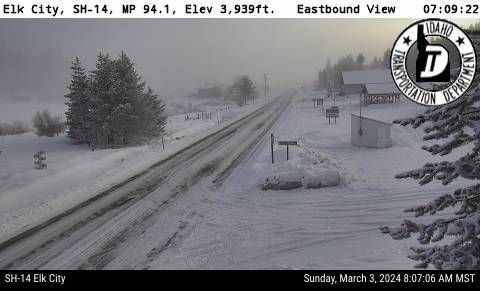 Elk City, SH-14, MP 94.1, Elev 3,939ft. Eastbound View 07:09:22
IDAHO
TRANSPORTATION DEPARTMENT
SH-14 Elk City Sunday, March 3, 2024 8:07:06 AM MST